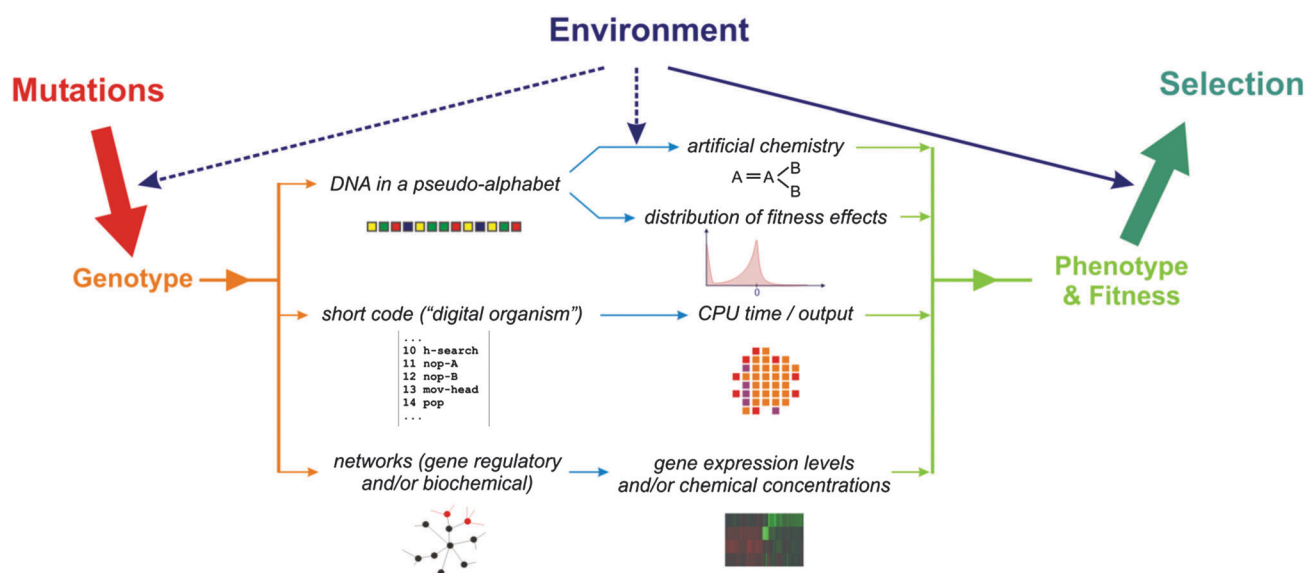 Environment
Mutations
Selection
artificial chemistry
A=A
B
B
DNA in a pseudo-alphabet
distribution of fitness effects
0
Genotype
Phenotype
& Fitness
short code ("digital organism")
CPU time / output
...
10 h-search
11 nop-A
12 nop-B
13 mov-head
14 pop
...
networks (gene regulatory
and/or biochemical)
gene expression levels
and/or chemical concentrations